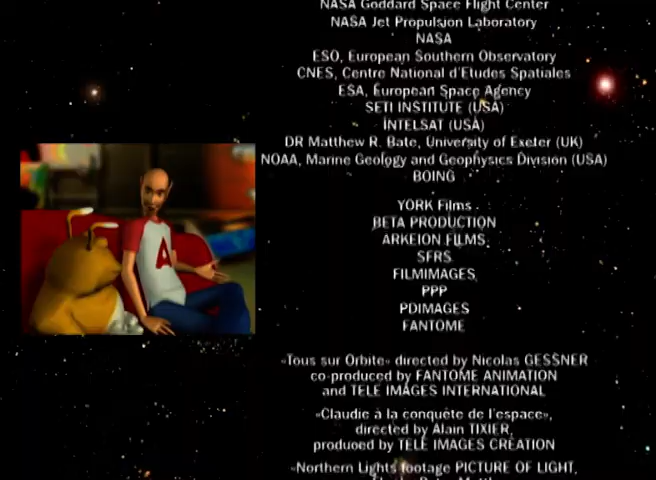 NASA Goddard Space Flight Center
NASA Jet Propulsion Laboratory
NASA
ESO, European Southern Observatory
CNES, Centre National d'Etudes Spatiales
ESA, European Space Agency
SETI INSTITUTE (USA)
INTELSAT (USA)
DR Matthew R. Bate, University of Exeter (UK)
NOAA, Marine Geology and Geophysics Division (USA)
BOING
YORK Films
BETA PRODUCTION
ARKEION FILMS
SFRS
FILMIMAGES
PPP
PDIMAGES
FANTOME
«Tous sur Orbite» directed by Nicolas GESSNER
co-produced by FANTOME ANIMATION
and TELE IMAGES INTERNATIONAL
«Claudie à la conquête de l'espace»,
directed by Alain TIXIER,
produced by TELE IMAGES CREATION
«Northern Lights footage PICTURE OF LIGHT,
A